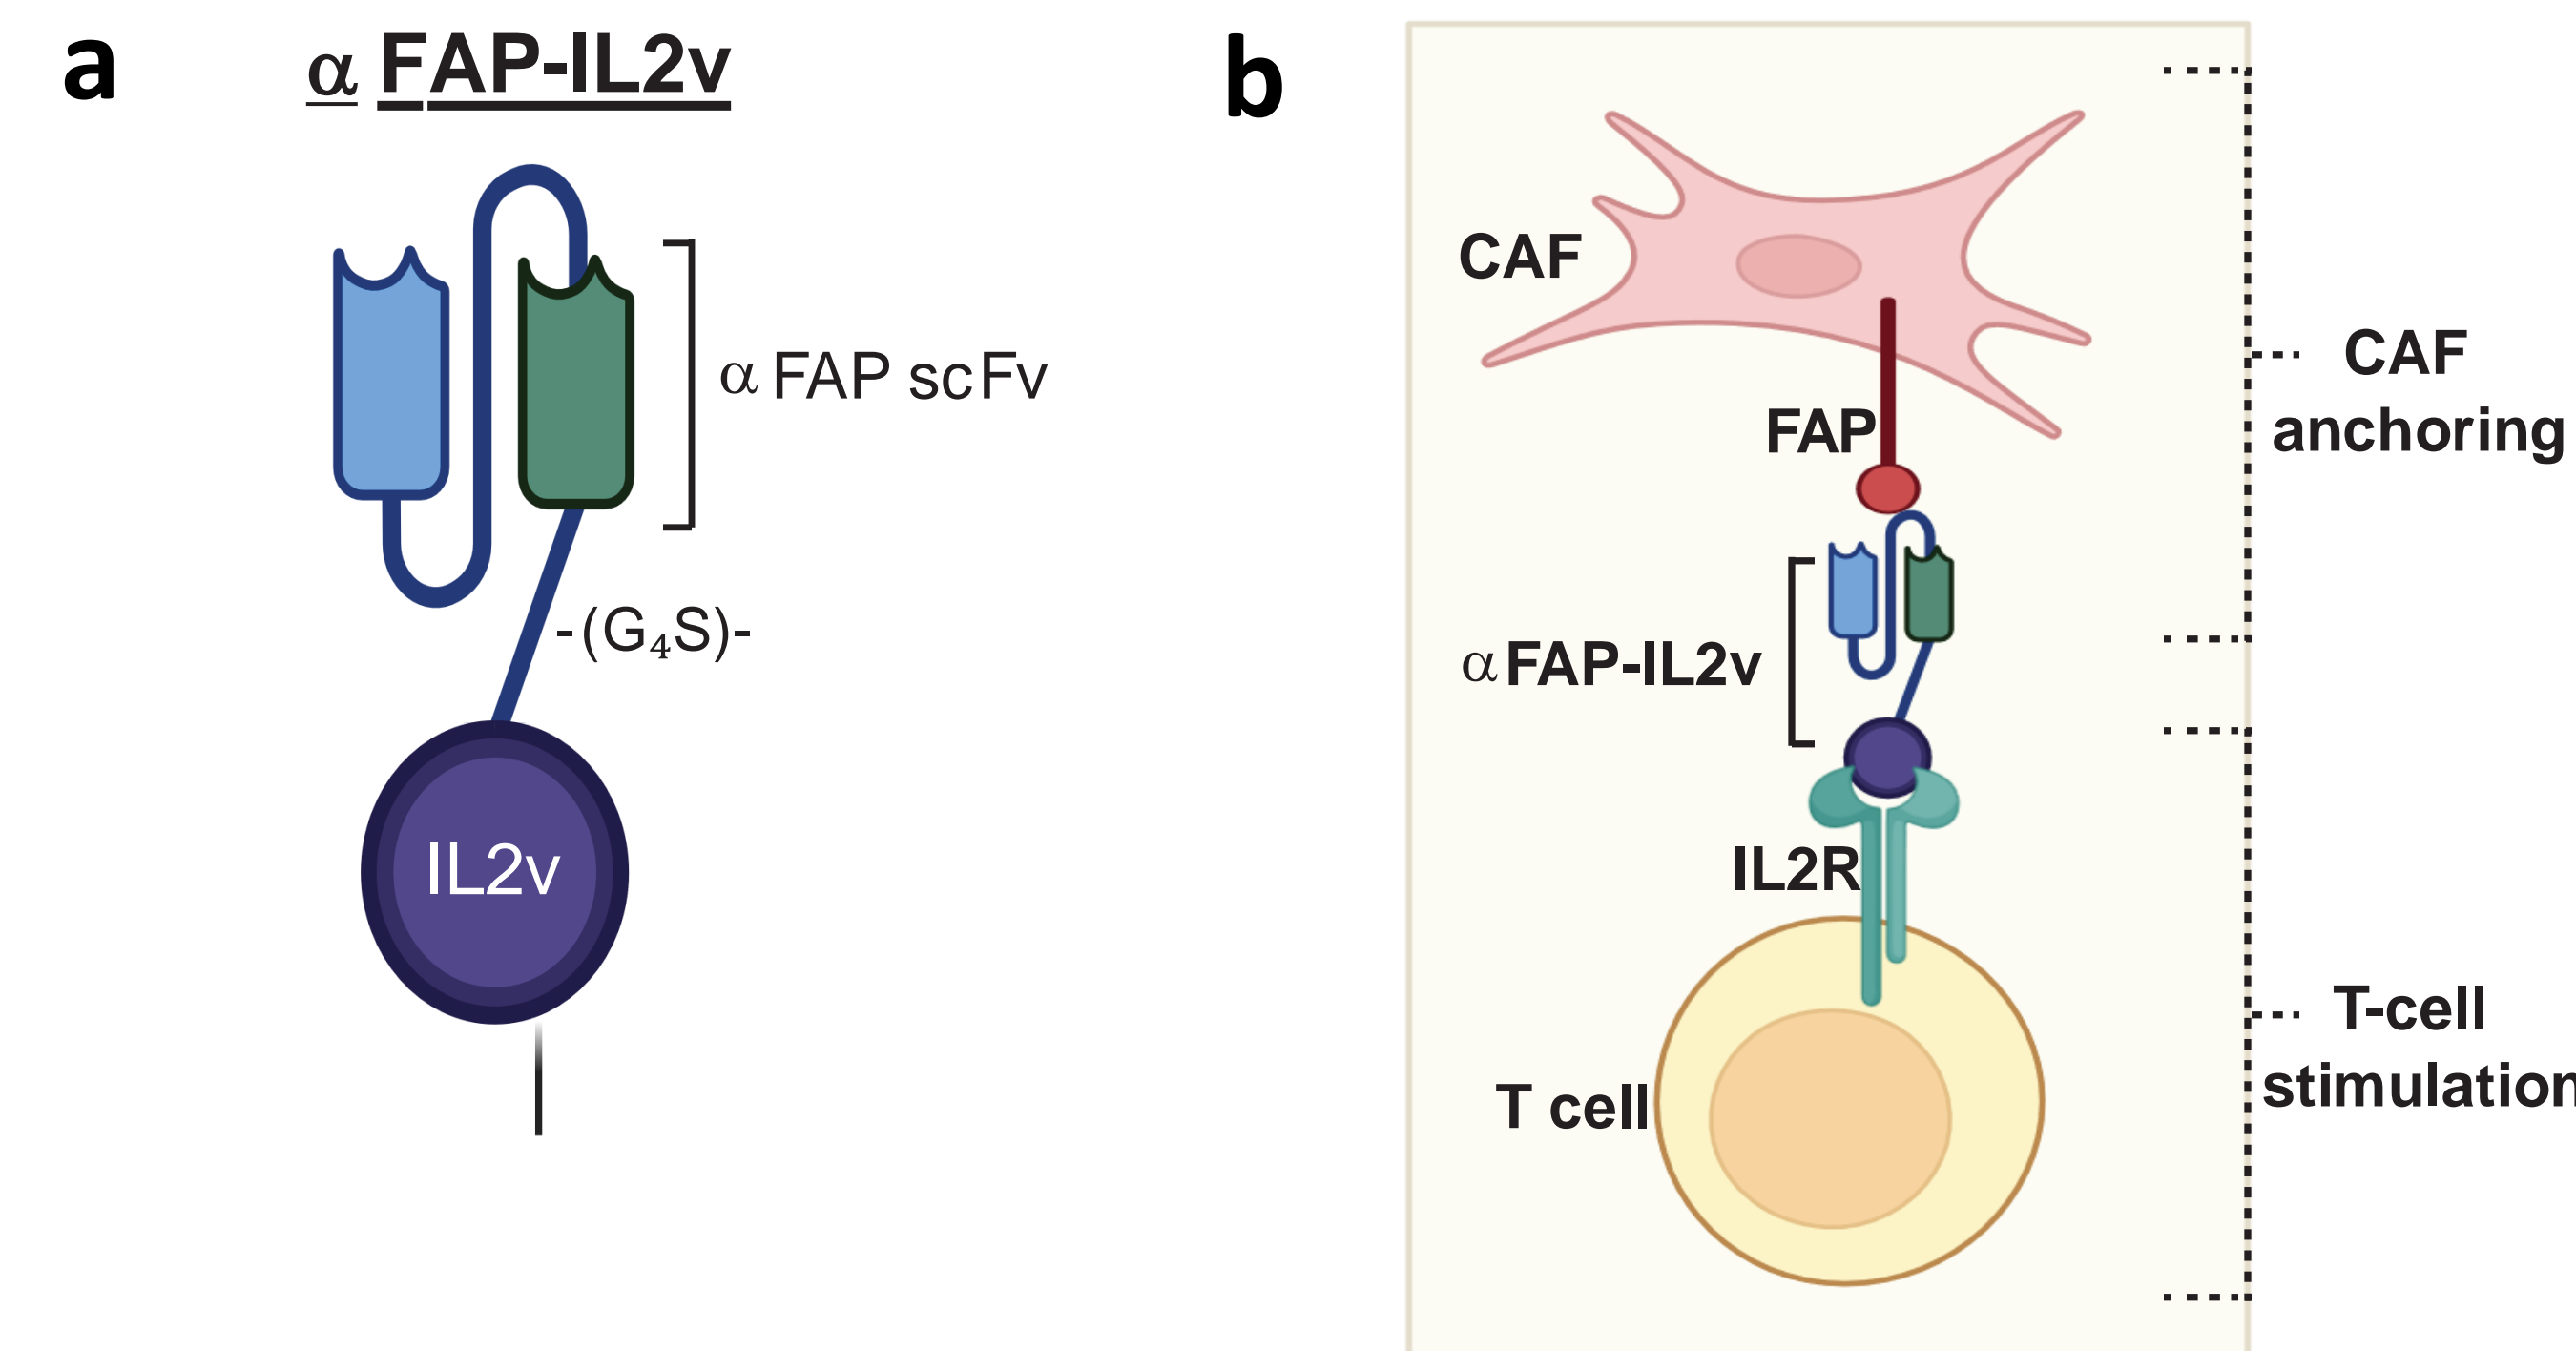 a
α FAP-IL2v
α FAP scFv
-(G₄S)-
IL2v
b
CAF
FAP
α FAP-IL2v
IL2R
T cell
CAF
anchoring
T-cell
stimulation